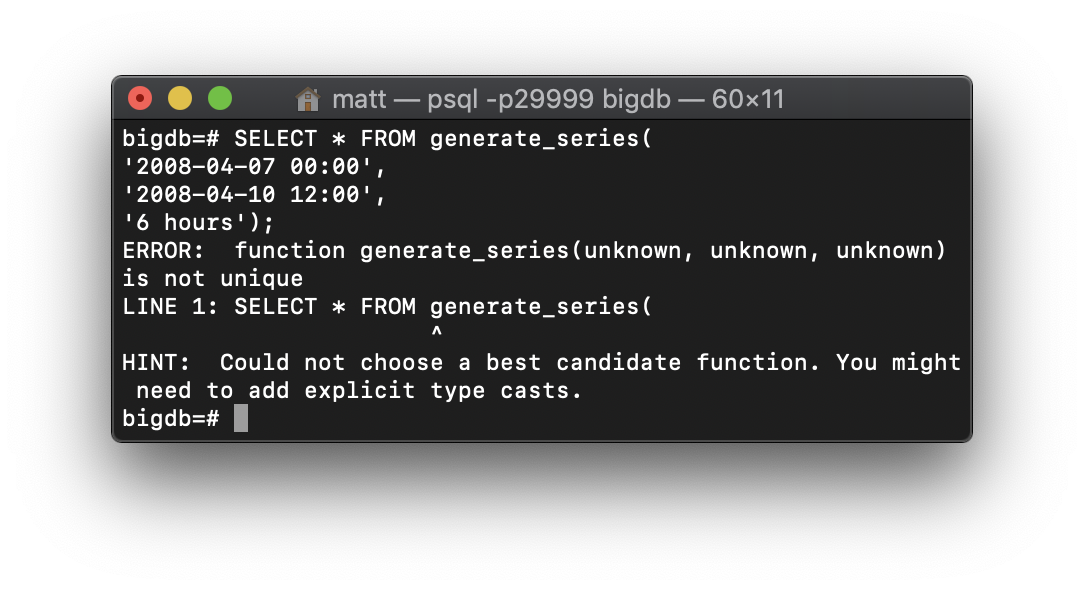 matt — psql -p29999 bigdb — 60×11
bigdb=# SELECT * FROM generate_series(
'2008-04-07 00:00',
'2008-04-10 12:00',
'6 hours');
ERROR:  function generate_series(unknown, unknown, unknown)
is not unique
LINE 1: SELECT * FROM generate_series(
                      ^
HINT:  Could not choose a best candidate function. You might
 need to add explicit type casts.
bigdb=#